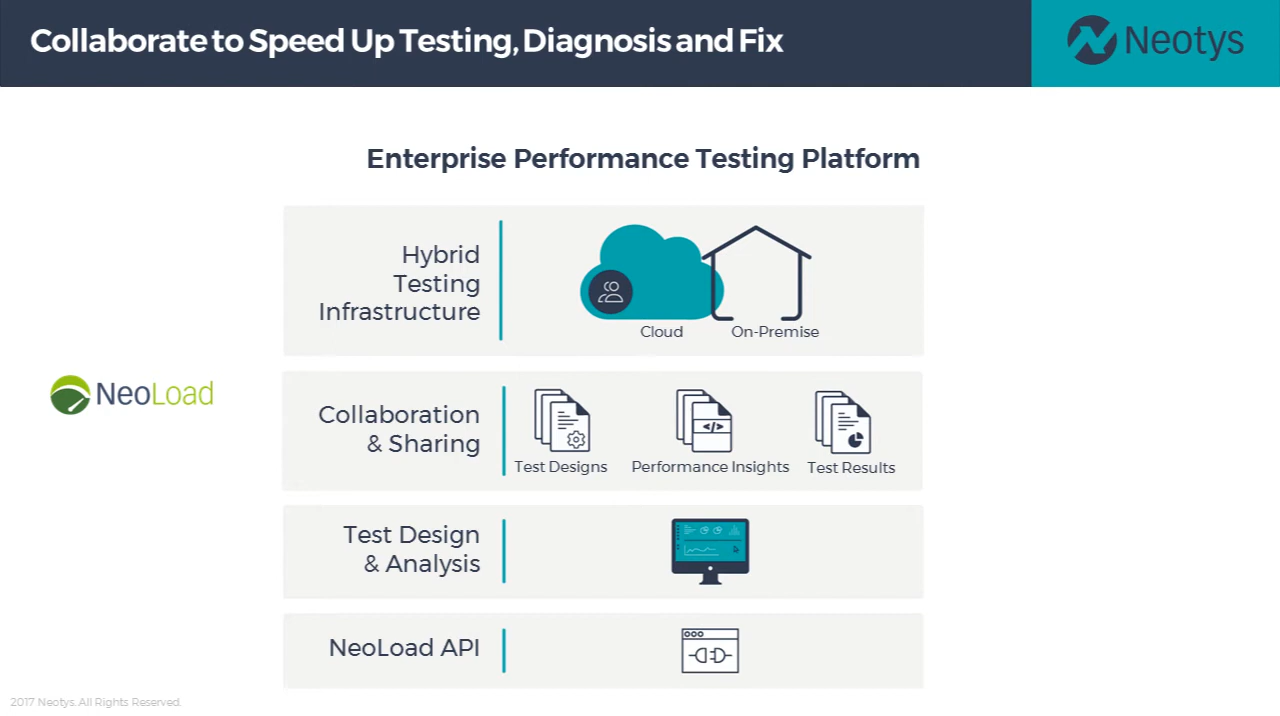 Collaborate to Speed Up Testing, Diagnosis and Fix
Neotys
Enterprise Performance Testing Platform
Hybrid
Testing
Infrastructure
Cloud
On-Premise
NeoLoad
Collaboration
& Sharing
</>
Test Designs
Performance Insights
Test Results
Test Design
& Analysis
NeoLoad API
2017 Neotys. All Rights Reserved.